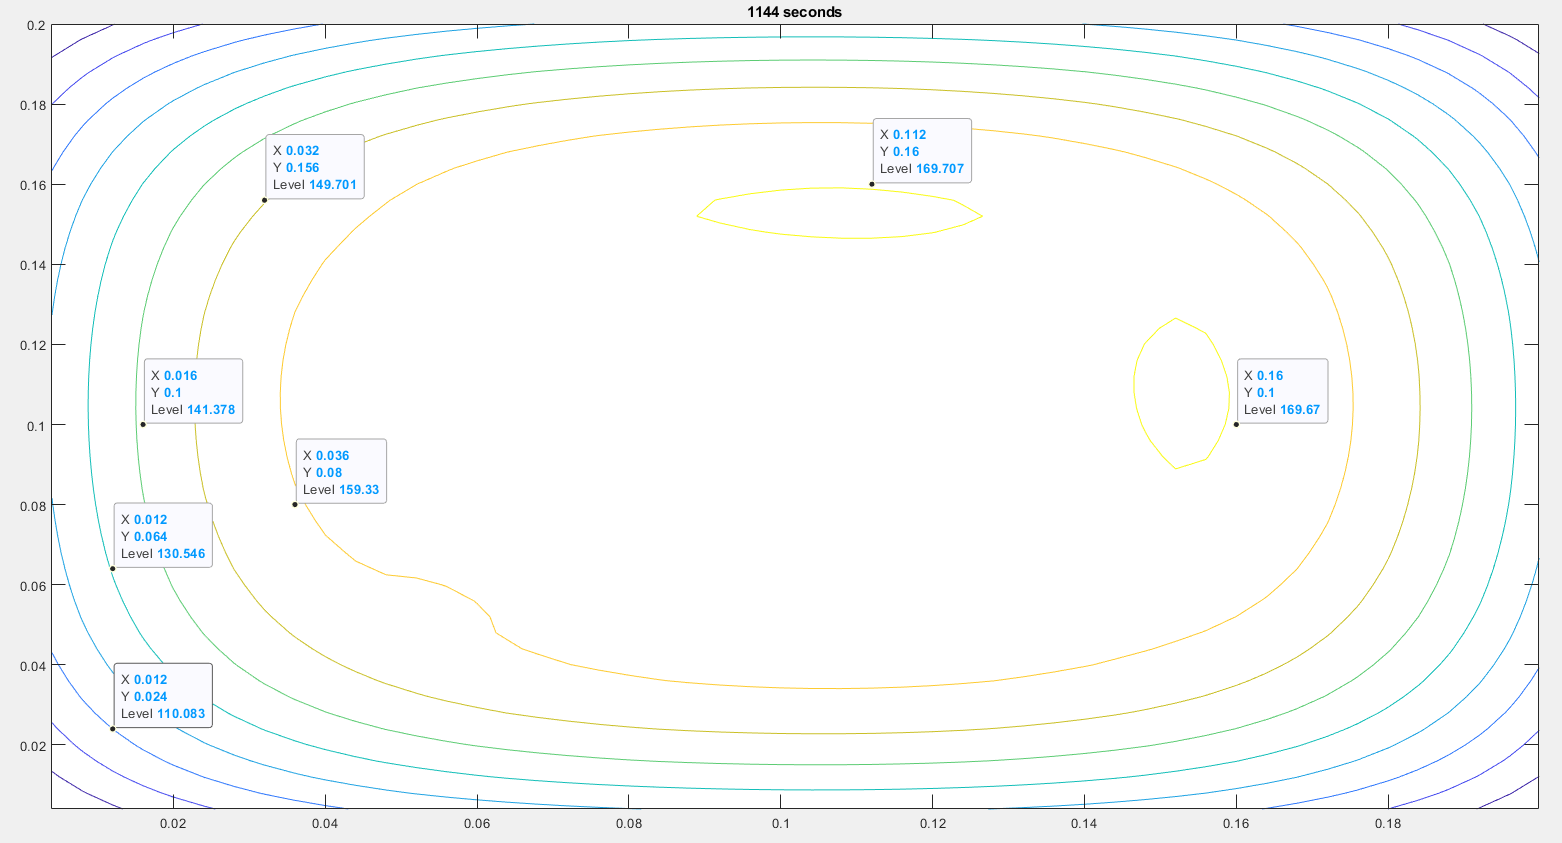 1144 seconds
0.2
0.18
0.16
0.14
0.12
0.1
0.08
0.06
0.04
0.02
X 0.032
Y 0.156
Level 149.701
X 0.112
Y 0.16
Level 169.707
X 0.016
Y 0.1
Level 141.378
X 0.16
Y 0.1
Level 169.67
X 0.036
Y 0.08
Level 159.33
X 0.012
Y 0.064
Level 130.546
X 0.012
Y 0.024
Level 110.083
0.02 0.04 0.06 0.08 0.1 0.12 0.14 0.16 0.18